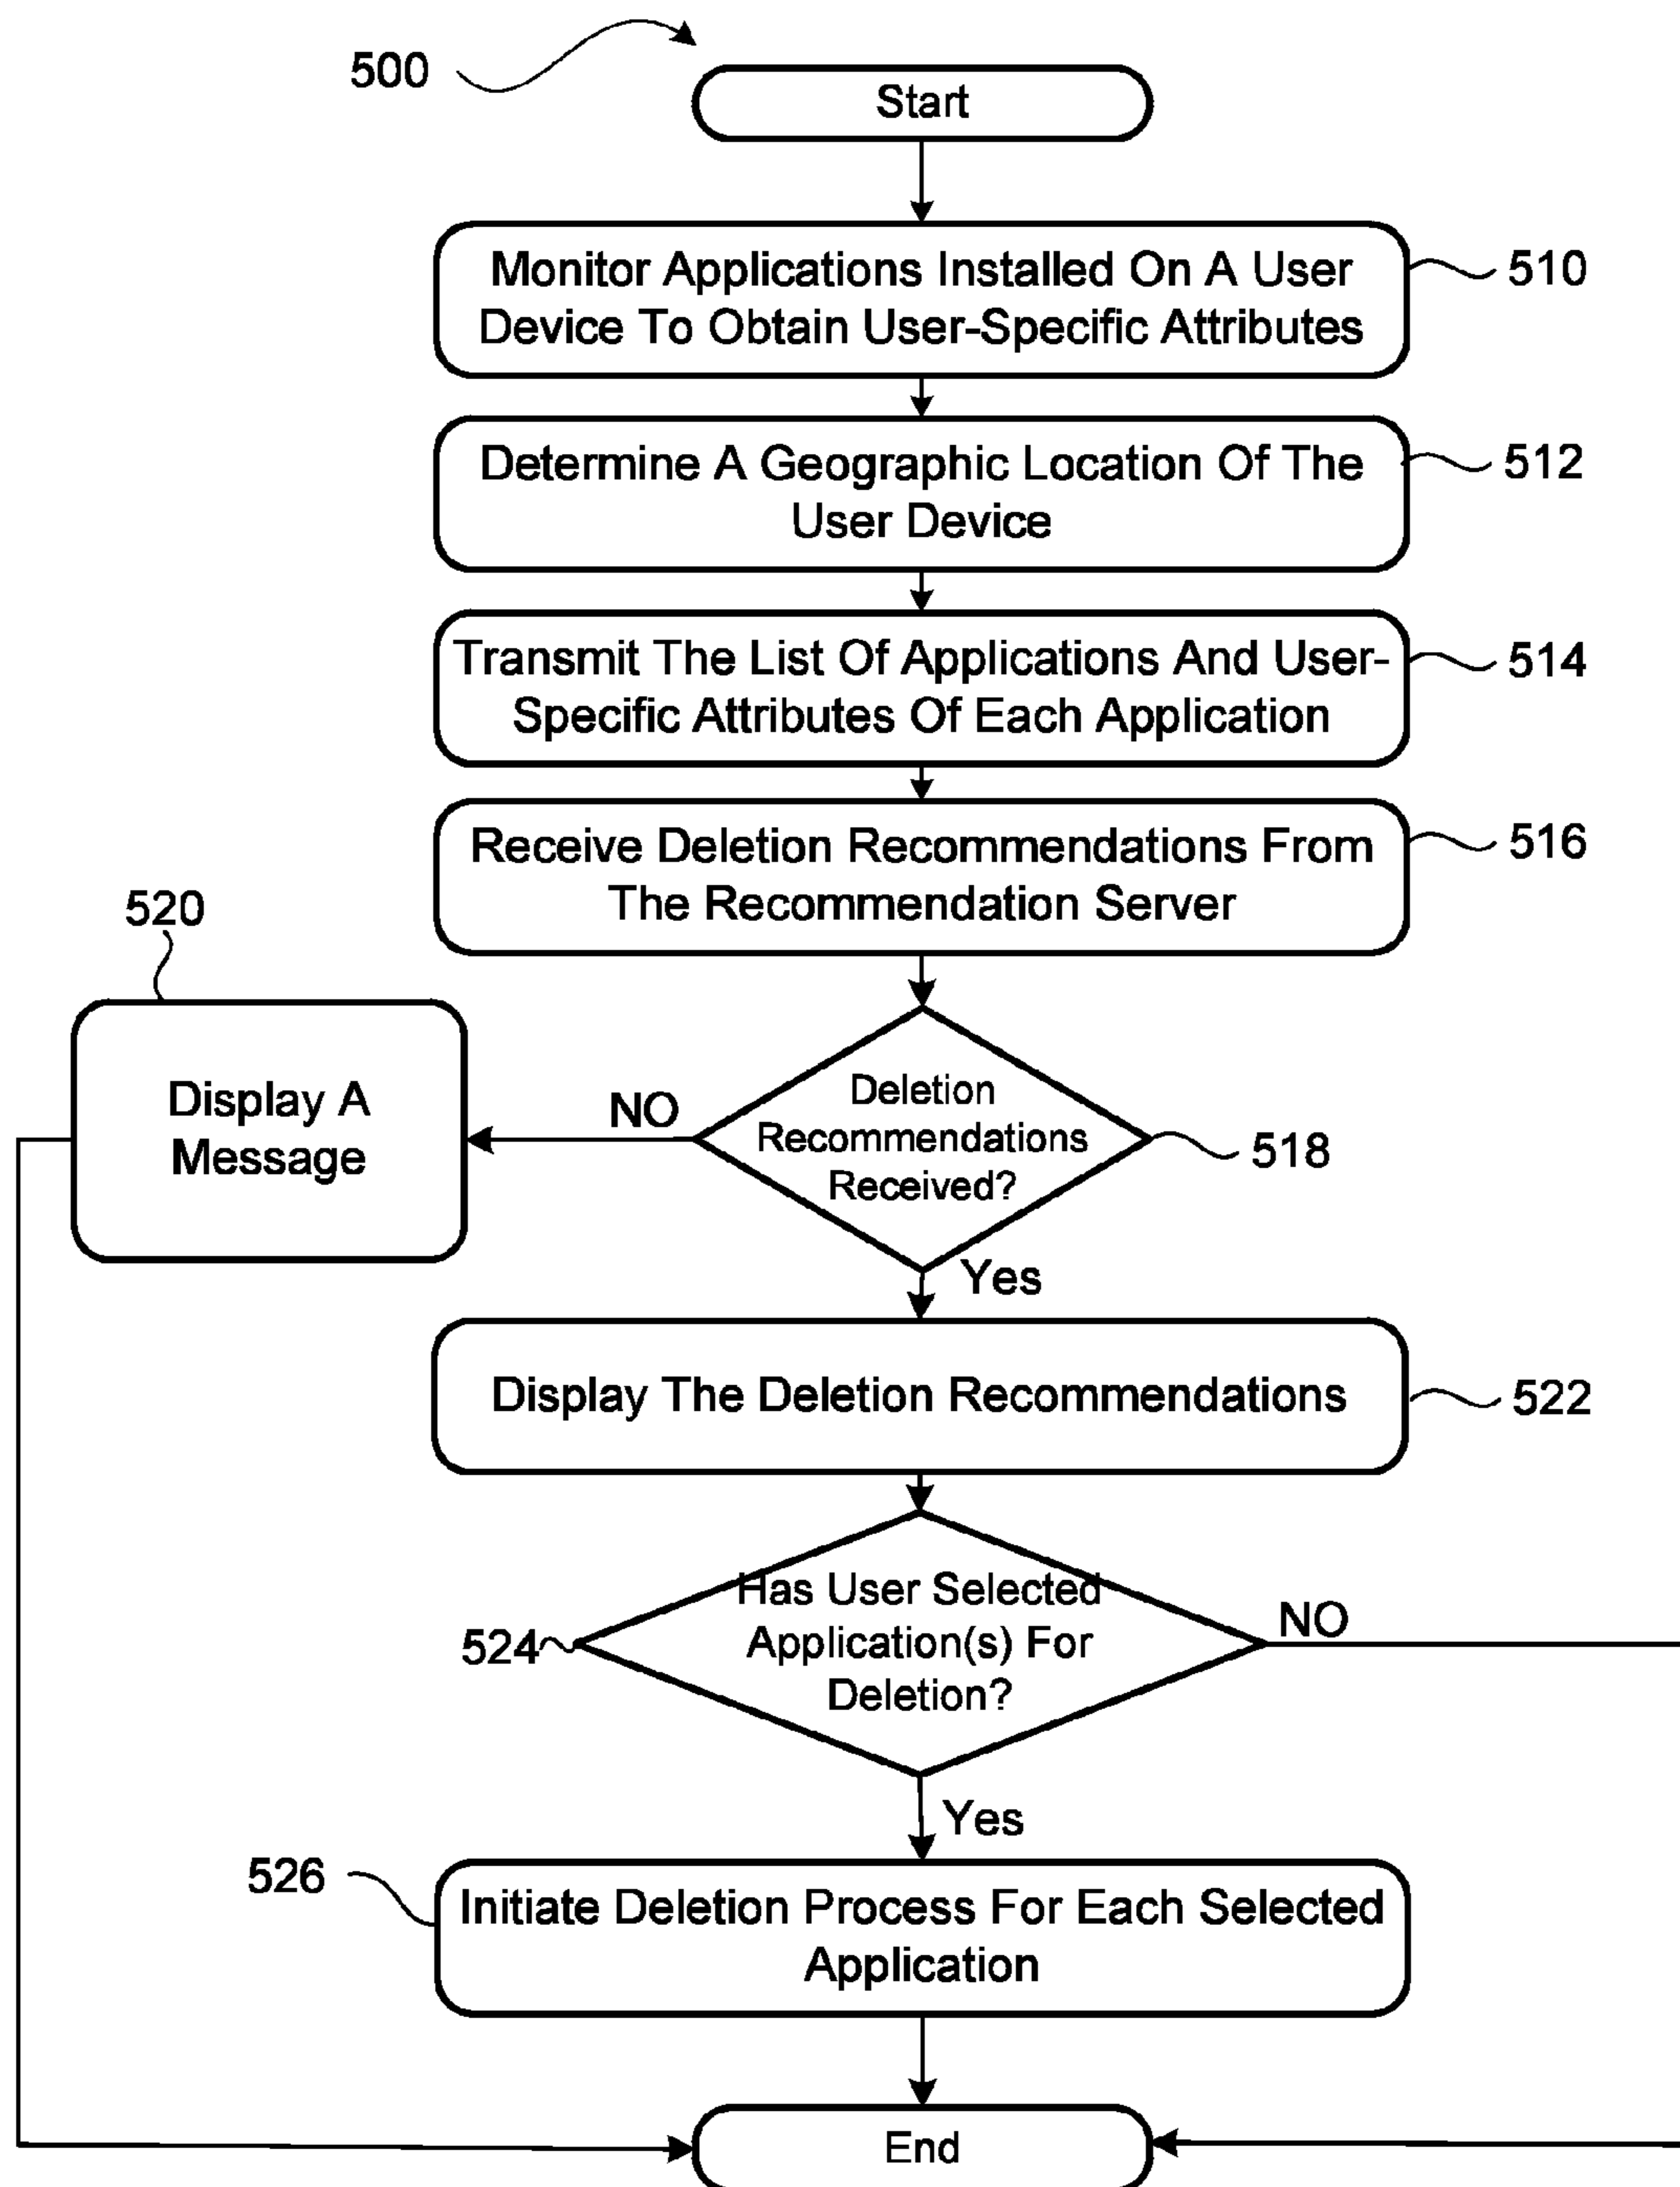 500
Start
Monitor Applications Installed On A User
Device To Obtain User-Specific Attributes
510
Determine A Geographic Location Of The
User Device
512
Transmit The List Of Applications And User-
Specific Attributes Of Each Application
514
Receive Deletion Recommendations From
The Recommendation Server
516
520
Display A
Message
NO
Deletion
Recommendations
Received?
518
Yes
Display The Deletion Recommendations
522
Has User Selected
Application(s) For
Deletion?
524
NO
Yes
526
Initiate Deletion Process For Each Selected
Application
End